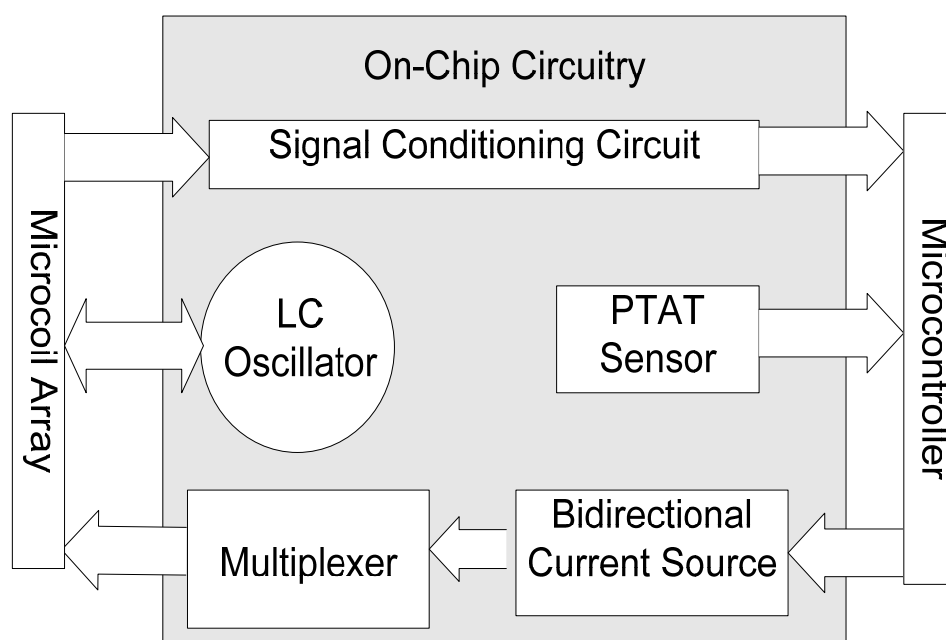 On-Chip Circuitry
Signal Conditioning Circuit
Microcoil Array
LC
Oscillator
PTAT
Sensor
Microcontroller
Multiplexer
Bidirectional
Current Source